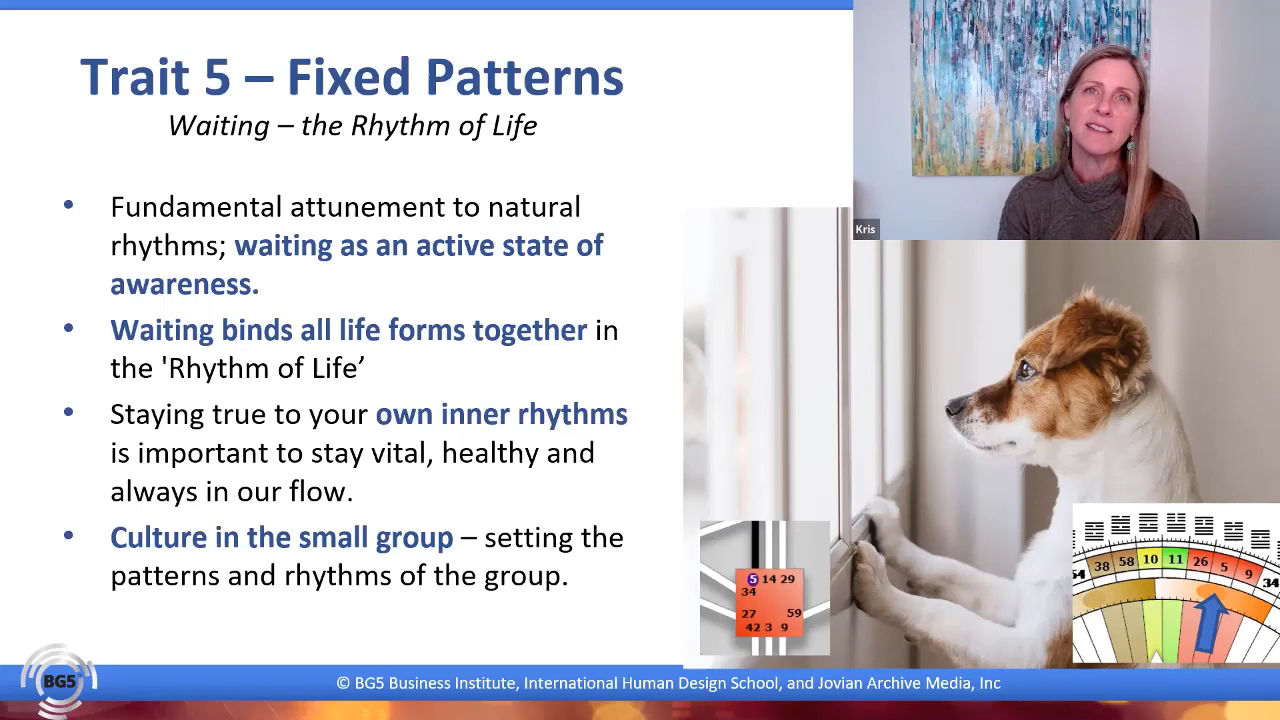 Trait 5 – Fixed Patterns
Waiting – the Rhythm of Life
• Fundamental attunement to natural
rhythms; waiting as an active state of
awareness.
• Waiting binds all life forms together in
the 'Rhythm of Life’
• Staying true to your own inner rhythms
is important to stay vital, healthy and
always in our flow.
• Culture in the small group – setting the
patterns and rhythms of the group.
Kris
5 14 29
34
27 59
42 3 9
54 38 58 10 11 26 5 9 34
BG5
© BG5 Business Institute, International Human Design School, and Jovian Archive Media, Inc